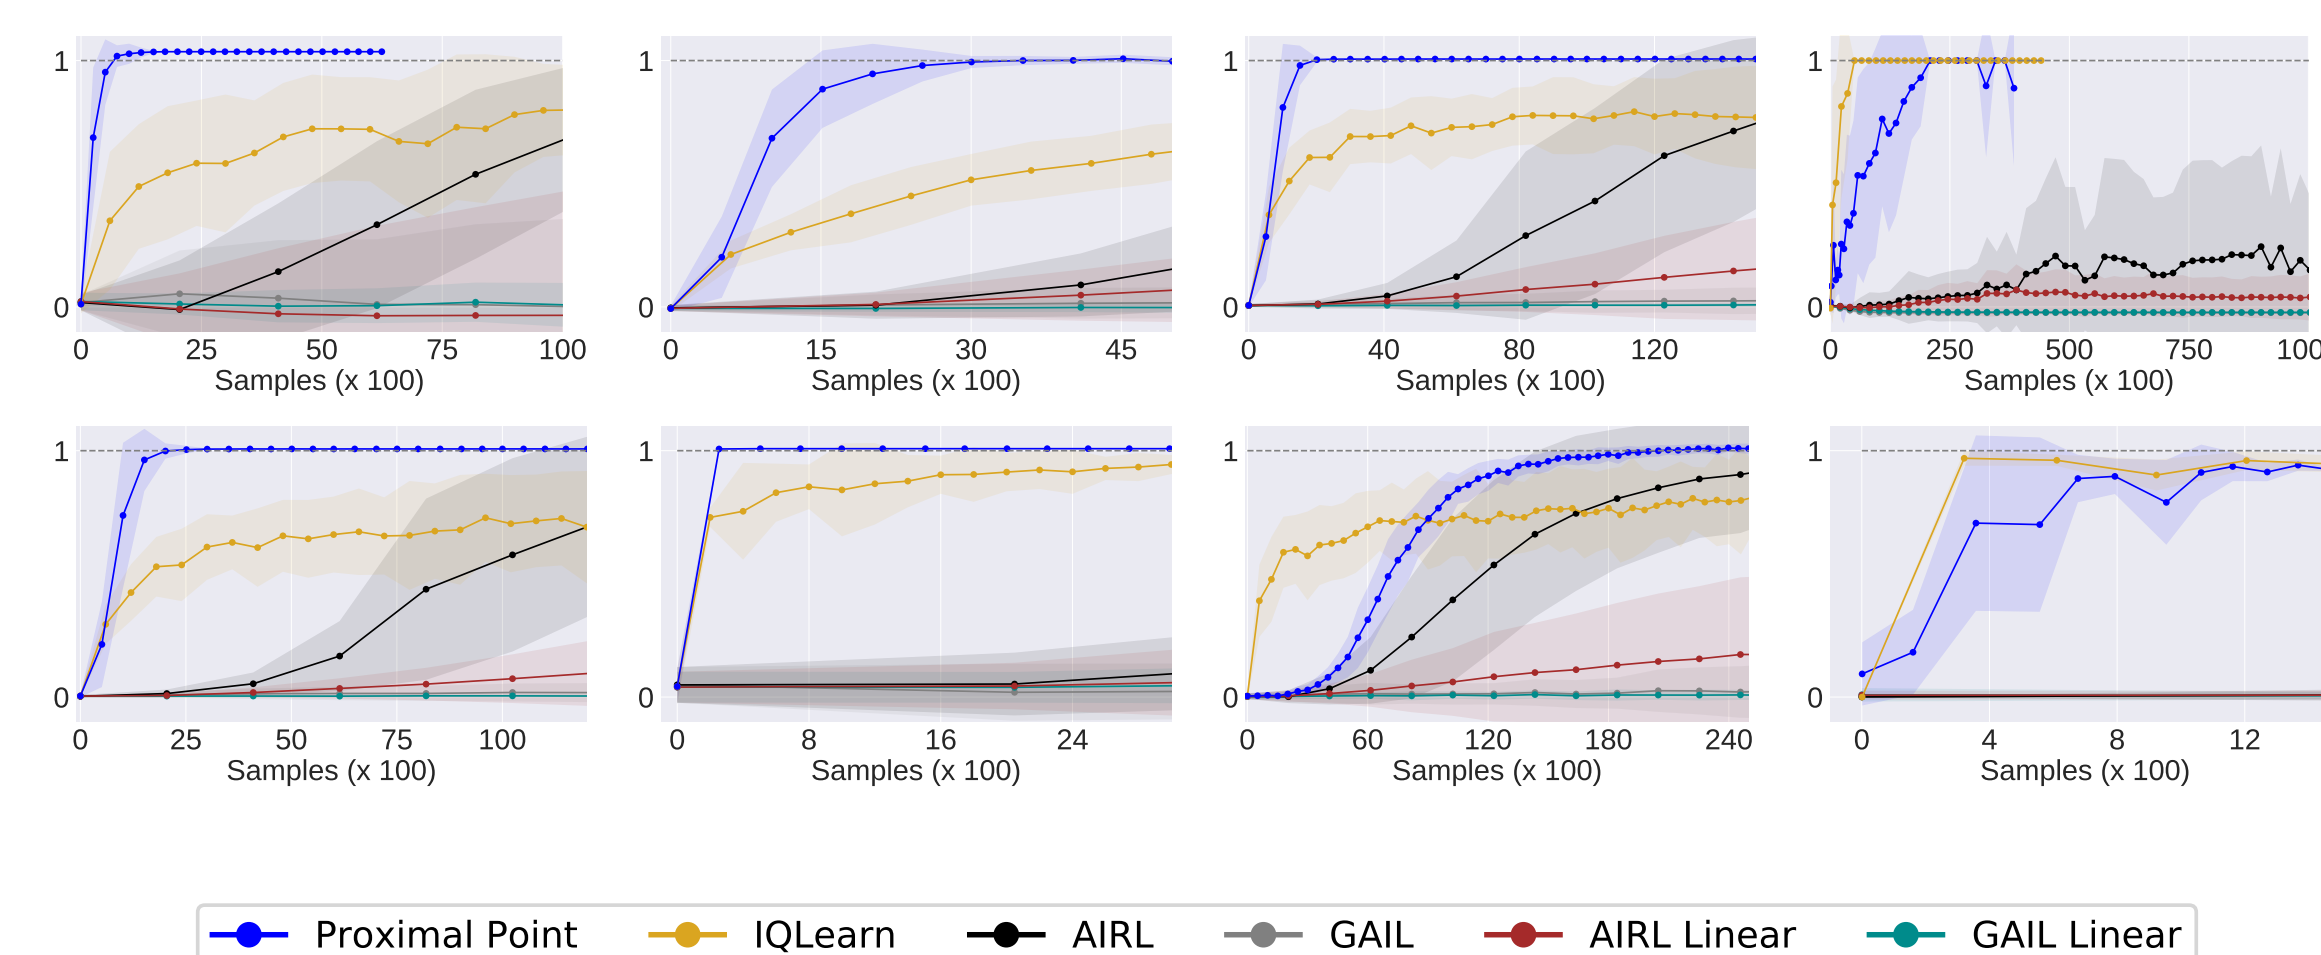 1 1 1 1
0 0 0 0
0 25 50 75 100 0 15 30 45 0 40 80 120 0 250 500 750 100
Samples (x 100) Samples (x 100) Samples (x 100) Samples (x 100)
1 1 1 1
0 0 0 0
0 25 50 75 100 0 8 16 24 0 60 120 180 240 0 4 8 12
Samples (x 100) Samples (x 100) Samples (x 100) Samples (x 100)
Proximal Point IQLearn AIRL GAIL AIRL Linear GAIL Linear